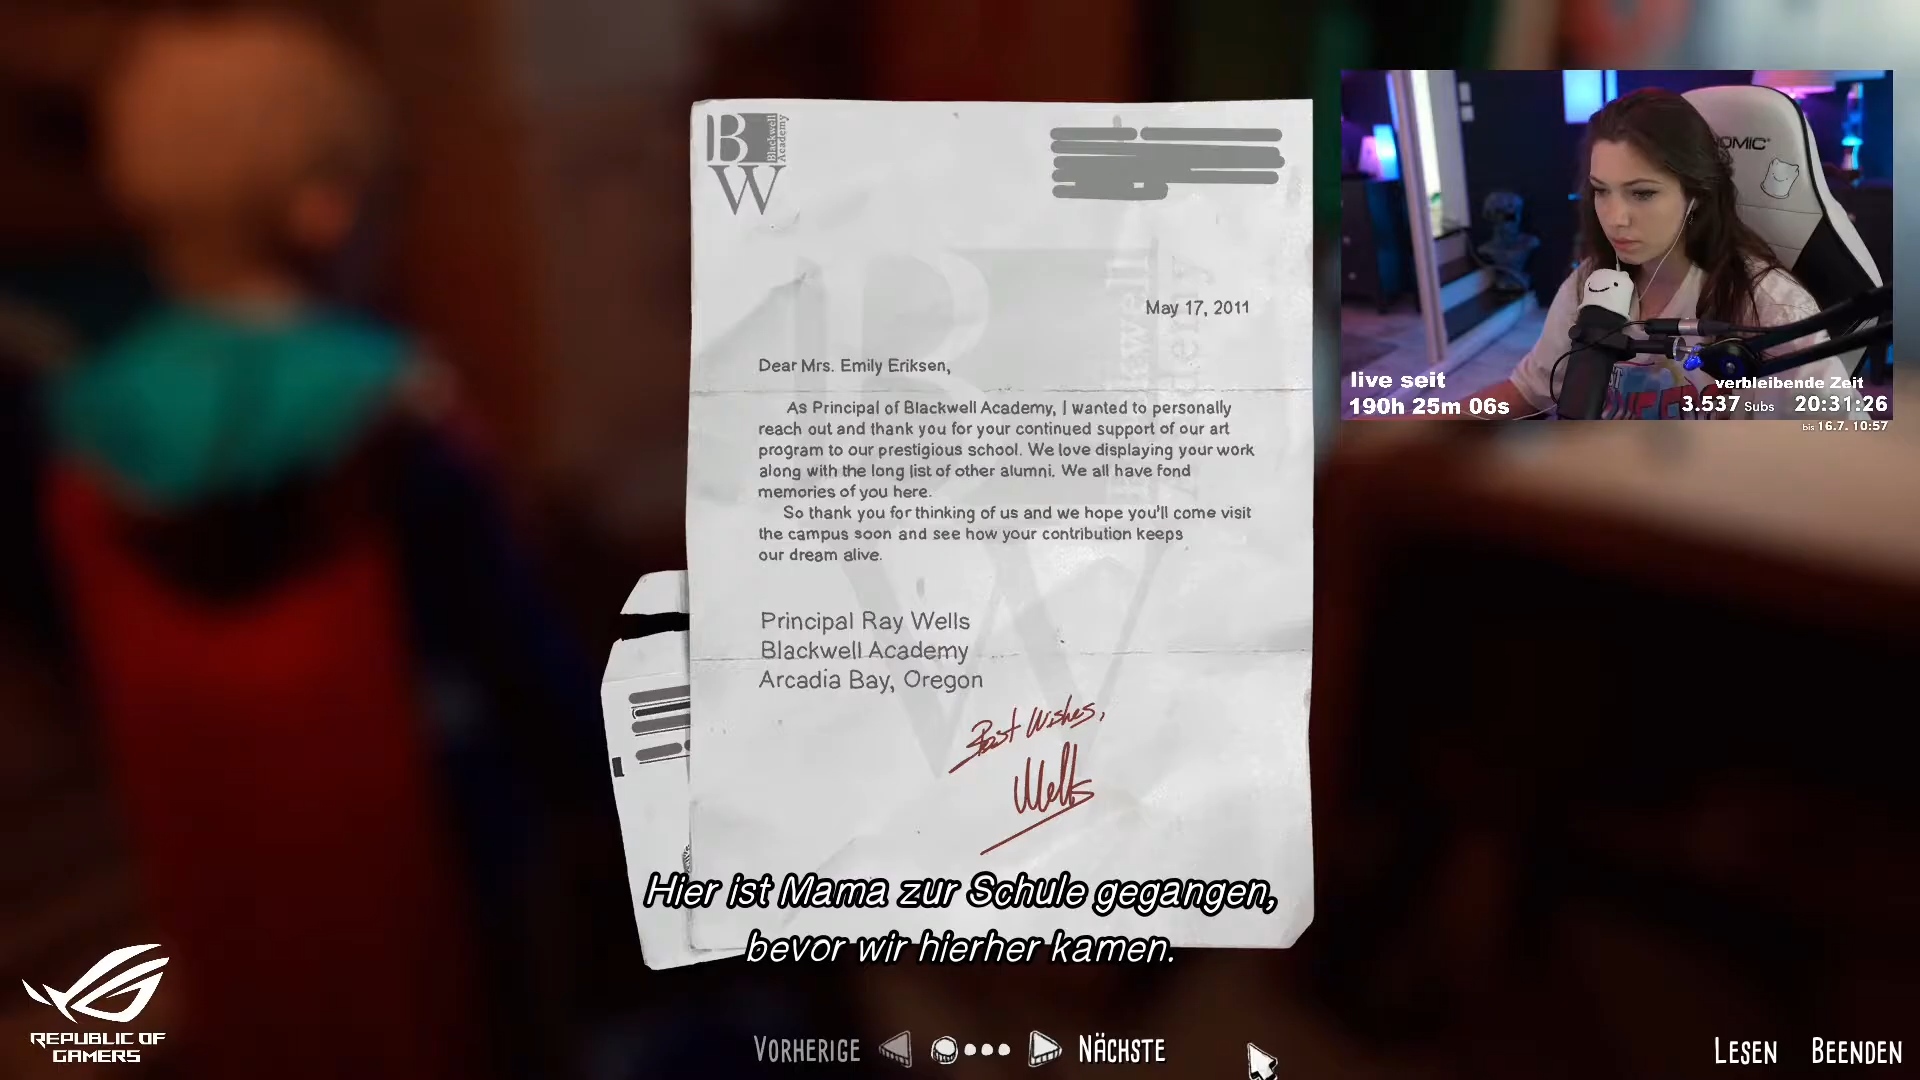 B
W
Blackwell
Academy
May 17, 2011
Dear Mrs. Emily Eriksen,
As Principal of Blackwell Academy, I wanted to personally
reach out and thank you for your continued support of our art
program to our prestigious school. We love displaying your work
along with the long list of other alumni. We all have fond
memories of you here.
So thank you for thinking of us and we hope you'll come visit
the campus soon and see how your contribution keeps
our dream alive.
Principal Ray Wells
Blackwell Academy
Arcadia Bay, Oregon
Best Wishes,
Wells
Hier ist Mama zur Schule gegangen,
bevor wir hierher kamen.
live seit
190h 25m 06s
verbleibende Zeit
3.537 Subs 20:31:26
bis 16.7. 10:57
REPUBLIC OF
GAMERS
VORHERIGE NÄCHSTE
LESEN BEENDEN